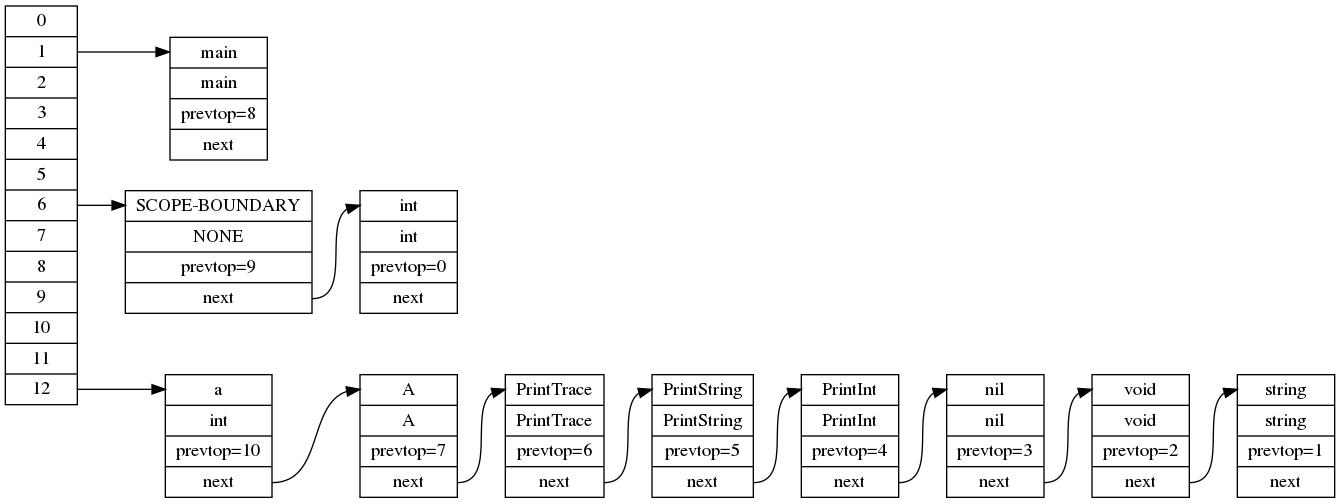 0
1
2
3
4
5
6
7
8
9
10
11
12
main
main
prevtop=8
next
SCOPE-BOUNDARY
NONE
prevtop=9
next
int
int
prevtop=0
next
a
int
prevtop=10
next
A
A
prevtop=7
next
PrintTrace
PrintTrace
prevtop=6
next
PrintString
PrintString
prevtop=5
next
PrintInt
PrintInt
prevtop=4
next
nil
nil
prevtop=3
next
void
void
prevtop=2
next
string
string
prevtop=1
next